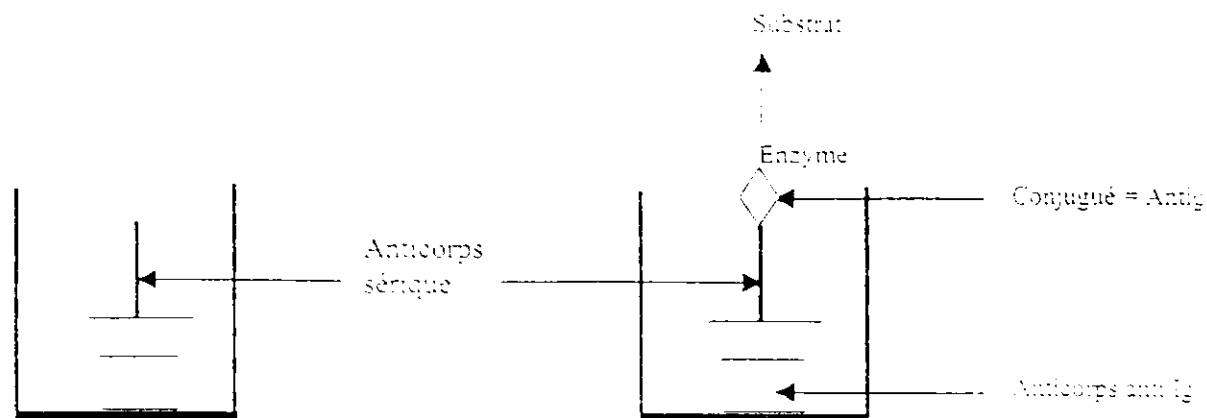 Substrat
Enzyme
Conjugué = Antig
Anticorps
sérique
Anticorps anti Ig